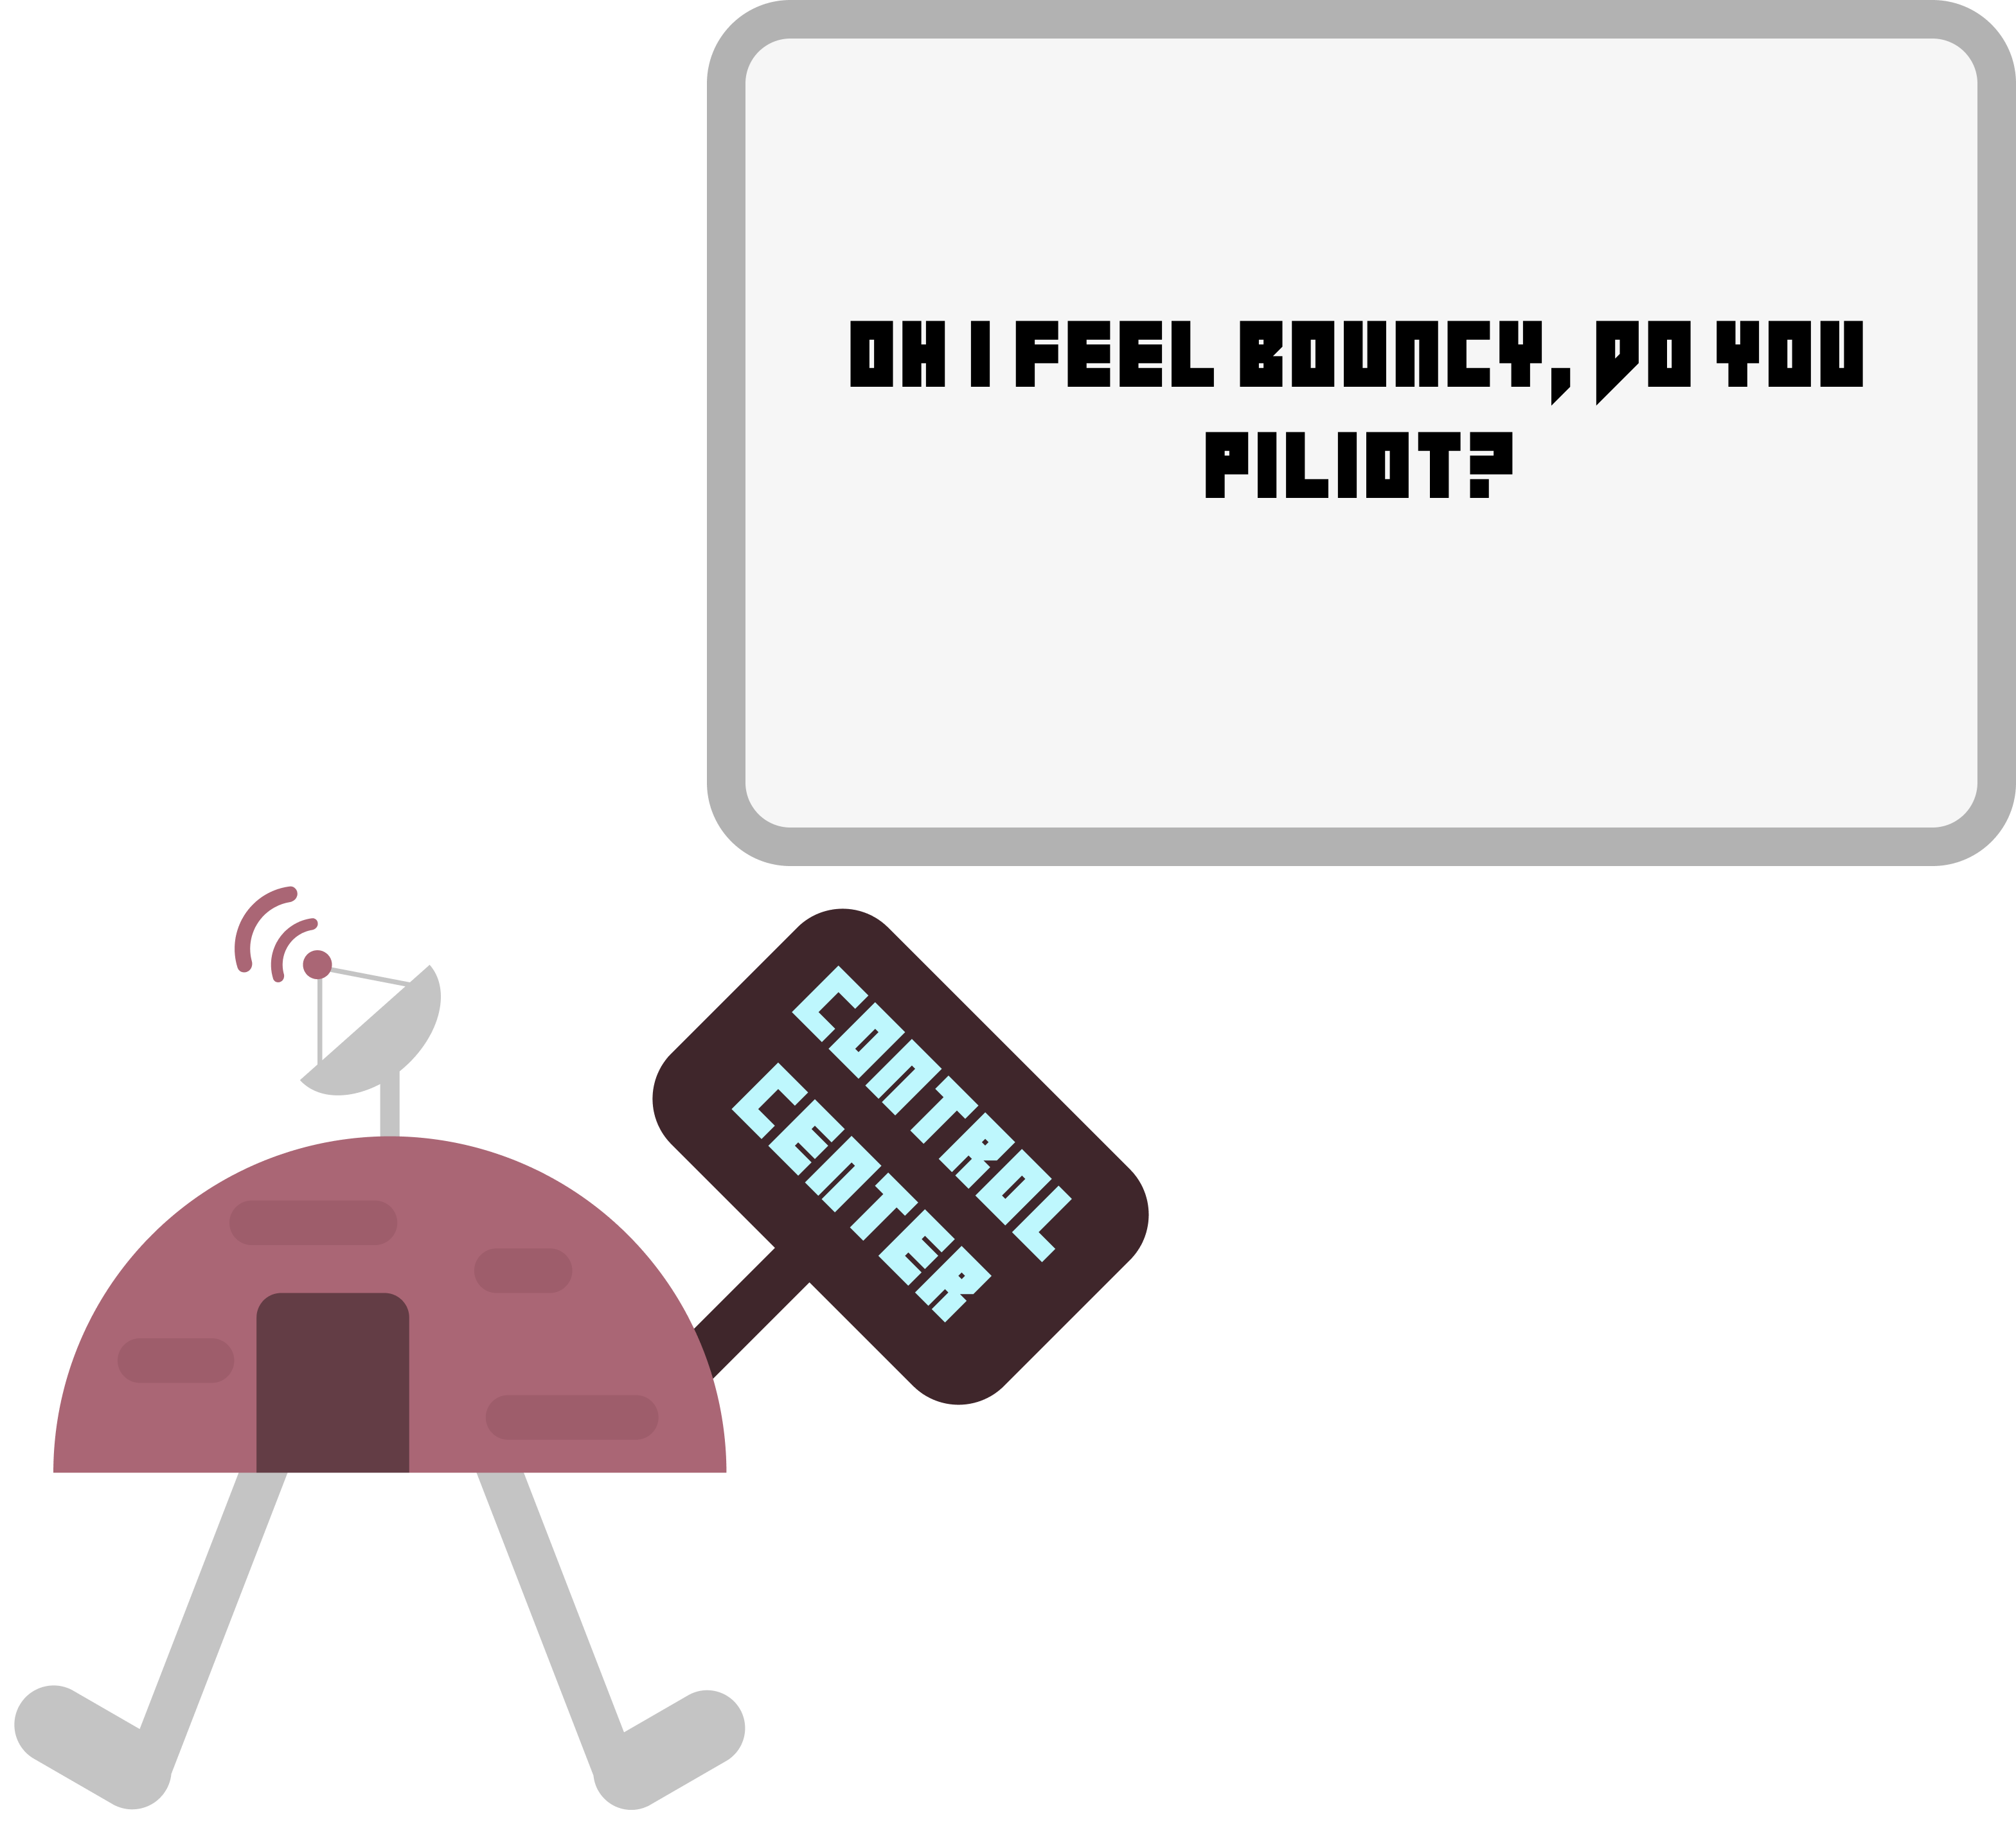 OH I FEEL BOUNCY, DO YOU
PILIOT?
CONTROL
CENTER